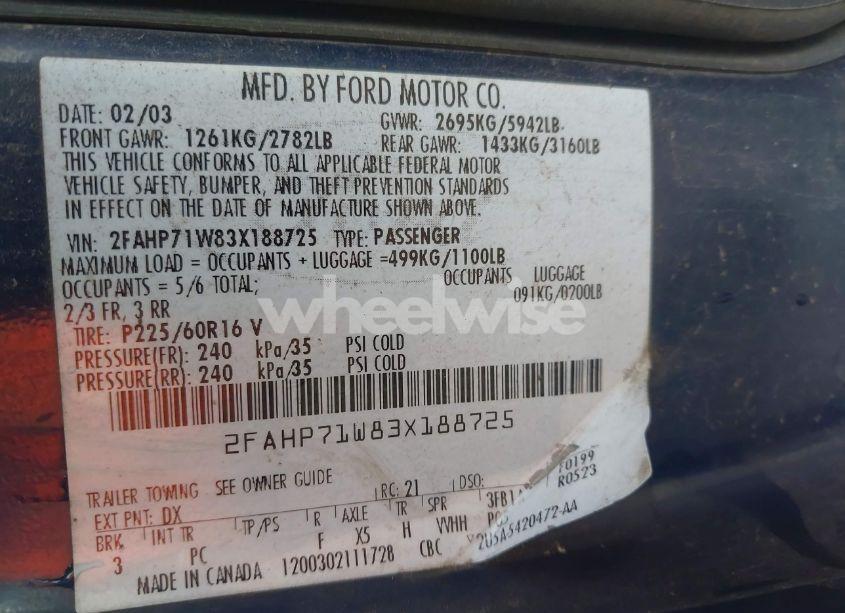 MFD. BY FORD MOTOR CO.
DATE: 02/03 GVWR: 2695KG/5942LB
FRONT GAWR: 1261KG/2782LB REAR GAWR: 1433KG/3160LB
THIS VEHICLE CONFORMS TO ALL APPLICABLE FEDERAL MOTOR
VEHICLE SAFETY, BUMPER, AND THEFT PREVENTION STANDARDS
IN EFFECT ON THE DATE OF MANUFACTURE SHOWN ABOVE.
VIN: 2FAHP71W83X188725 TYPE: PASSENGER
MAXIMUM LOAD = OCCUPANTS + LUGGAGE =499KG/1100LB
OCCUPANTS = 5/6 TOTAL; OCCUPANTS LUGGAGE
2/3 FR, 3 RR 091KG/0200LB
wheelwise
TIRE: P225/60R16 V
PRESSURE(FR): 240 kPa/35 PSI COLD
PRESSURE(RR): 240 kPa/35 PSI COLD
2FAHP71W83X188725
TRAILER TOWING SEE OWNER GUIDE
EXT PNT: DX RC: 21 DSO: F0199
R0523
BRK INT TR TP/PS R AXLE TR SPR
3 PC F X5 H VVHH
MADE IN CANADA 1200302111728 CBC 2U5A5420472-AA